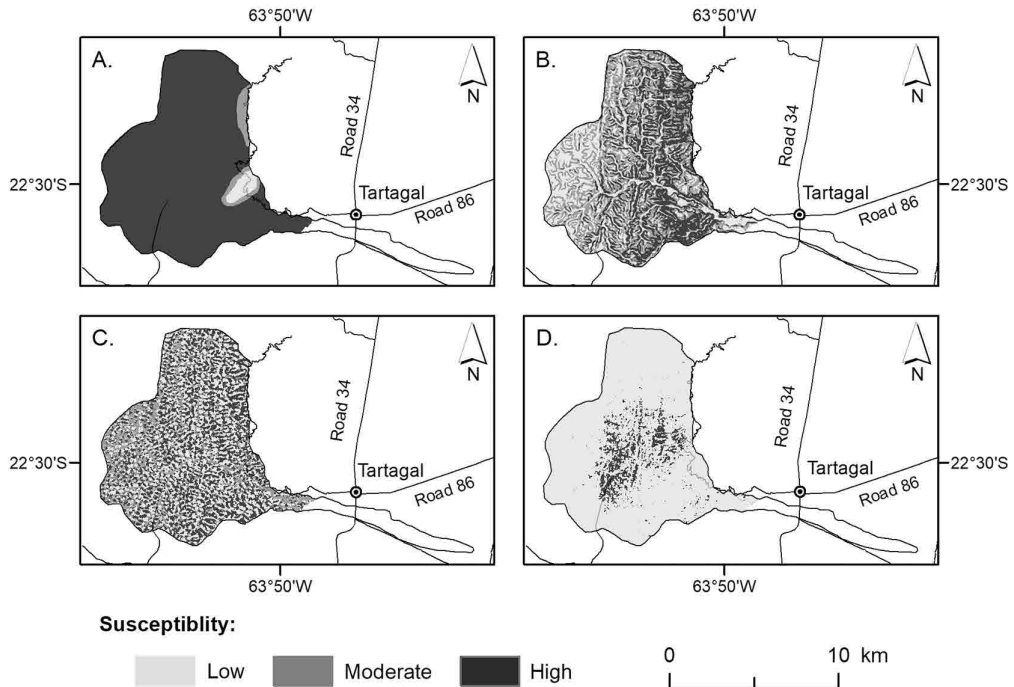 63°50'W 63°50'W
A.
N
Road 34
22°30'S
Tartagal
Road 86
B.
N
Road 34
22°30'S
Tartagal
Road 86
C.
N
Road 34
22°30'S
Tartagal
Road 86
D.
N
Road 34
22°30'S
Tartagal
Road 86
63°50'W 63°50'W
Susceptiblity:
Low Moderate High
0 10 km